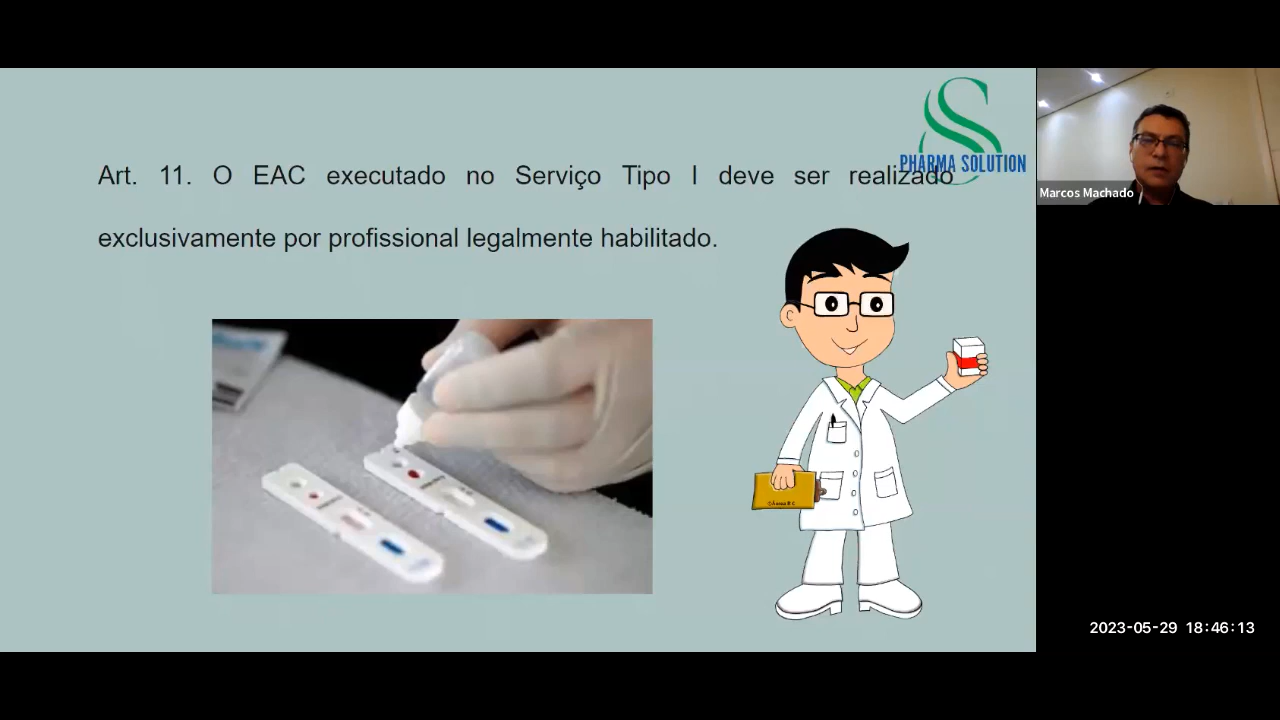 PHARMA SOLUTION
Art. 11. O EAC executado no Serviço Tipo I deve ser realizado
exclusivamente por profissional legalmente habilitado.
Marcos Machado
2023-05-29 18:46:13